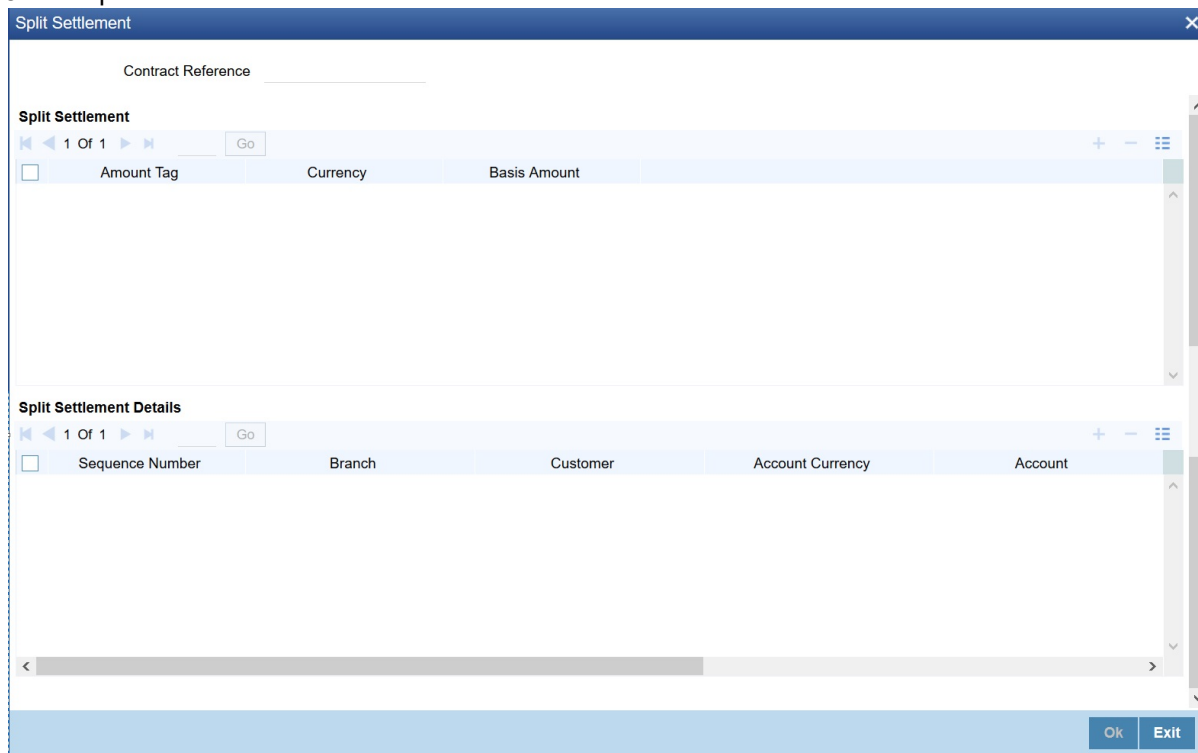 Split Settlement
Contract Reference
Split Settlement
1 Of 1 Go
Amount Tag Currency Basis Amount
Split Settlement Details
1 Of 1 Go
Sequence Number Branch Customer Account Currency Account
Ok Exit